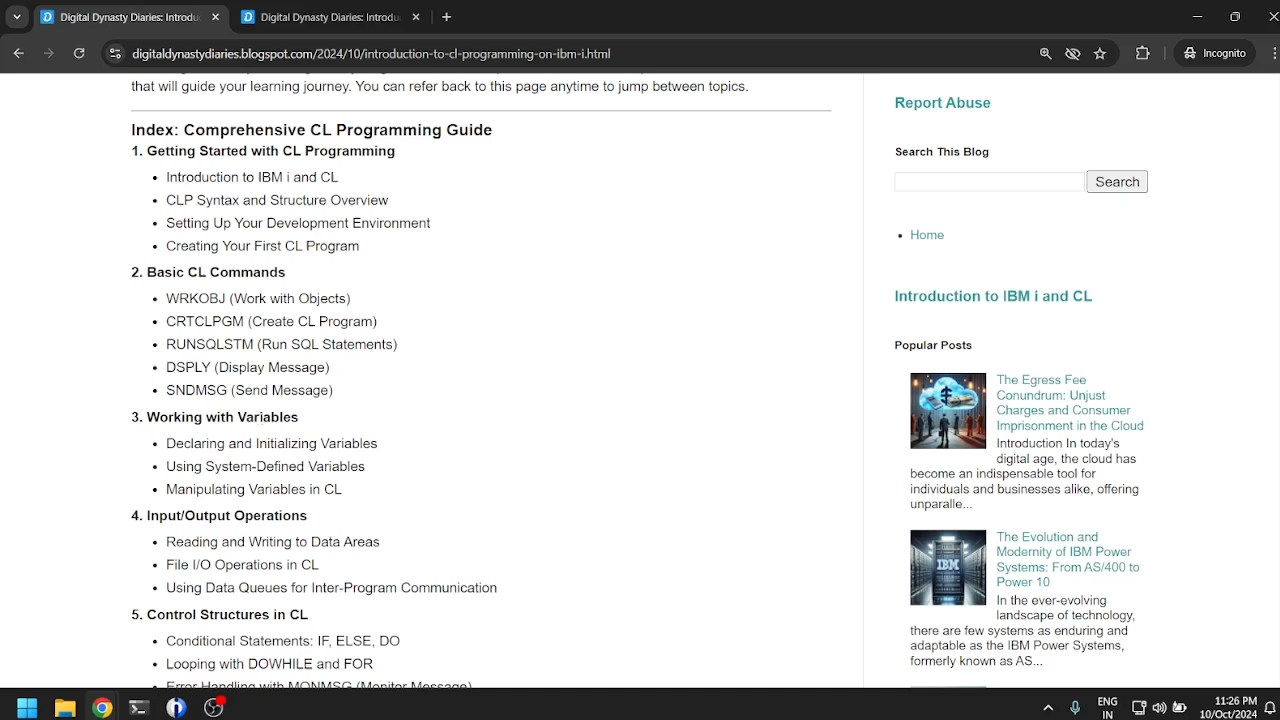 Digital Dynasty Diaries: Introdu
Digital Dynasty Diaries: Introdu
digitaldynastydiaries.blogspot.com/2024/10/introduction-to-cl-programming-on-ibm-i.html
Incognito
that will guide your learning journey. You can refer back to this page anytime to jump between topics.
Index: Comprehensive CL Programming Guide
1. Getting Started with CL Programming
• Introduction to IBM i and CL
• CLP Syntax and Structure Overview
• Setting Up Your Development Environment
• Creating Your First CL Program
2. Basic CL Commands
• WRKOBJ (Work with Objects)
• CRTCLPGM (Create CL Program)
• RUNSQLSTM (Run SQL Statements)
• DSPLY (Display Message)
• SNDMSG (Send Message)
3. Working with Variables
• Declaring and Initializing Variables
• Using System-Defined Variables
• Manipulating Variables in CL
4. Input/Output Operations
• Reading and Writing to Data Areas
• File I/O Operations in CL
• Using Data Queues for Inter-Program Communication
5. Control Structures in CL
• Conditional Statements: IF, ELSE, DO
• Looping with DOWHILE and FOR
• Error Handling with MONMSG (Monitor Message)
Report Abuse
Search This Blog
Search
• Home
Introduction to IBM i and CL
Popular Posts
The Egress Fee
Conundrum: Unjust
Charges and Consumer
Imprisonment in the Cloud
Introduction In today's
digital age, the cloud has
become an indispensable tool for
individuals and businesses alike, offering
unparalle...
The Evolution and
Modernity of IBM Power
Systems: From AS/400 to
Power 10
IBM
In the ever-evolving
landscape of technology,
there are few systems as enduring and
adaptable as the IBM Power Systems,
formerly known as AS...
ENG
IN
11:26 PM
10/Oct/2024